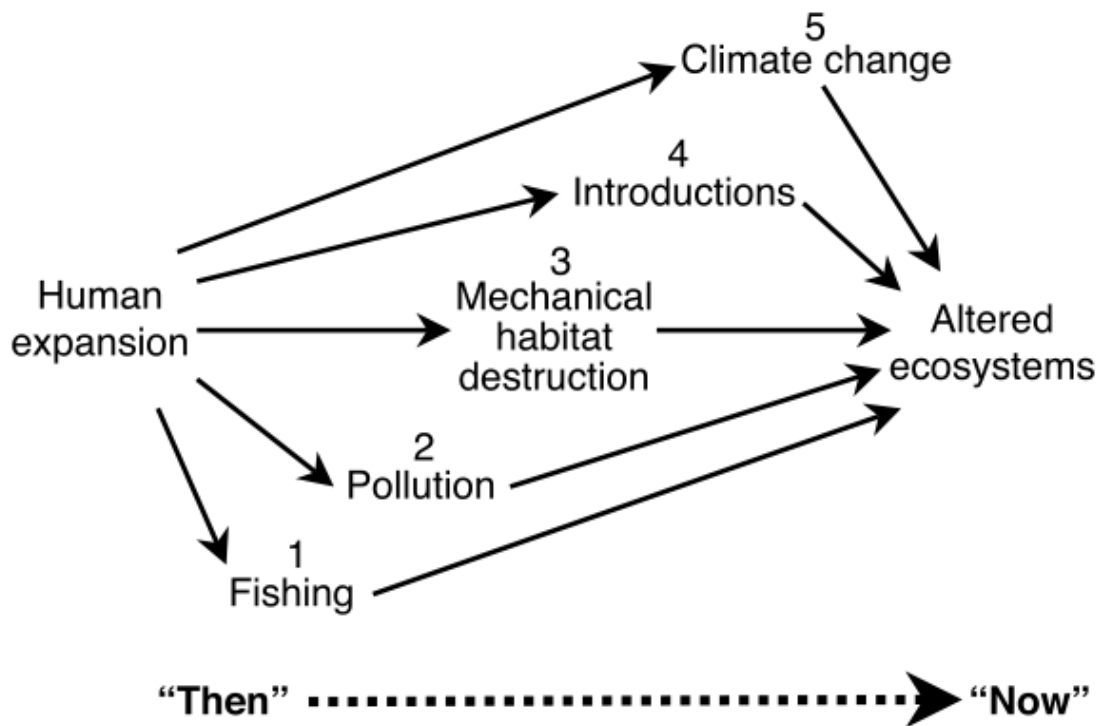 5
Climate change
4
Introductions
3
Mechanical
habitat
destruction
Human
expansion
Altered
ecosystems
2
Pollution
1
Fishing
“Then”
“Now”